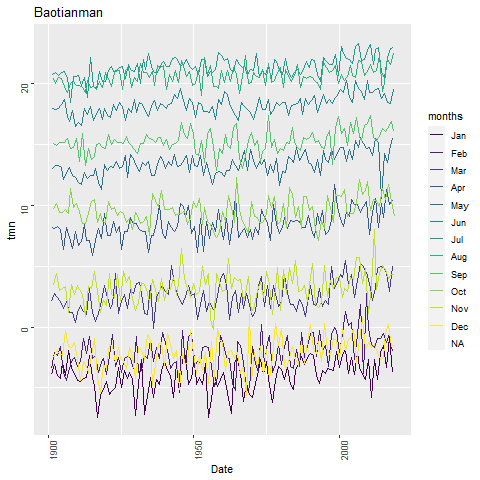 Baotianman
tmn
20
10
0
1900
1950
2000
Date
months
Jan
Feb
Mar
Apr
May
Jun
Jul
Aug
Sep
Oct
Nov
Dec
NA